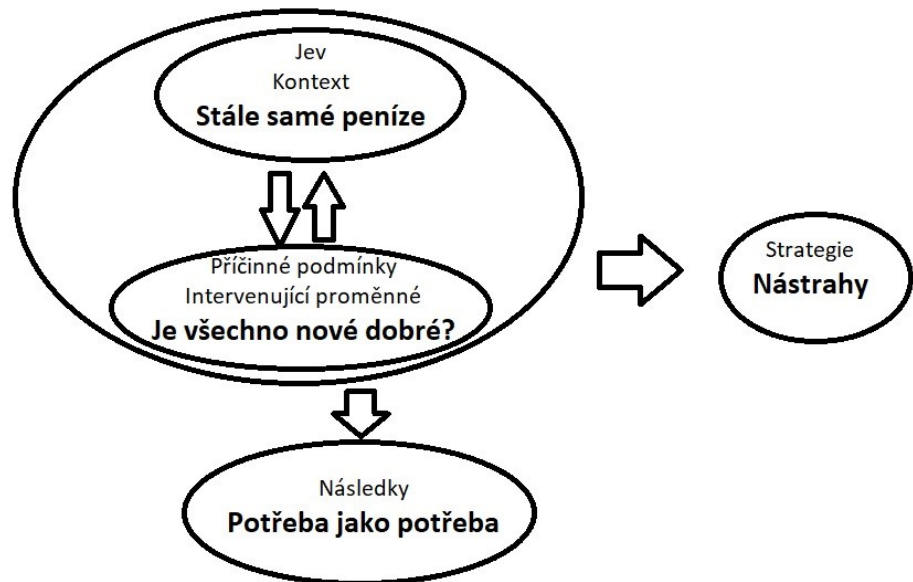 Jev
Kontext
Stále samé peníze
Příčinné podmínky
Intervenující proměnné
Je všechno nové dobré?
Strategie
Nástrahy
Následky
Potřeba jako potřeba